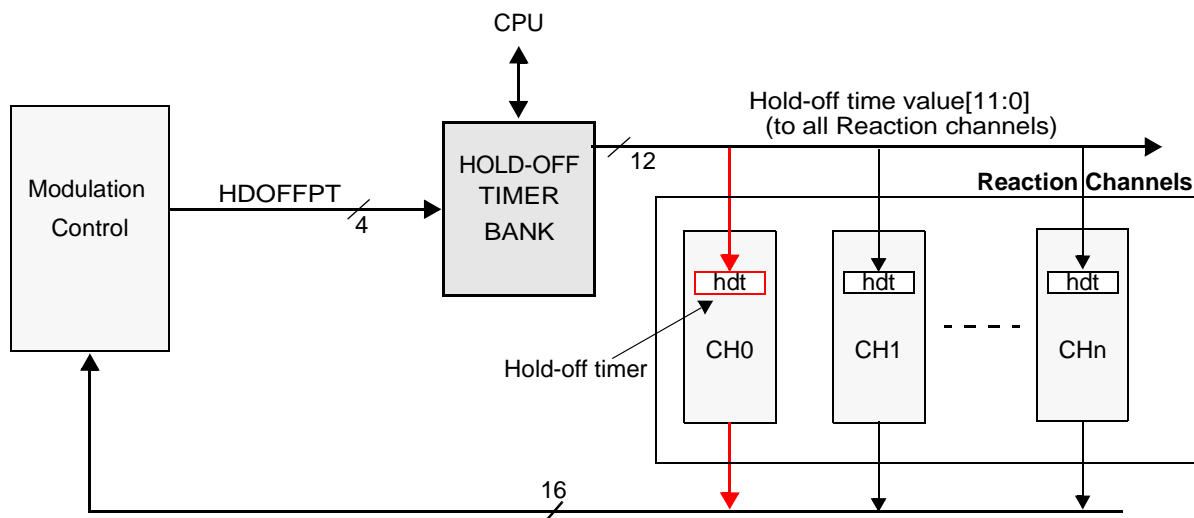 CPU
Hold-off time value[11:0]
(to all Reaction channels)
12
Reaction Channels
Modulation
Control
HDOFFPT
4
HOLD-OFF
TIMER
BANK
hdt
hdt
hdt
CH0
CH1
CHn
Hold-off timer
16